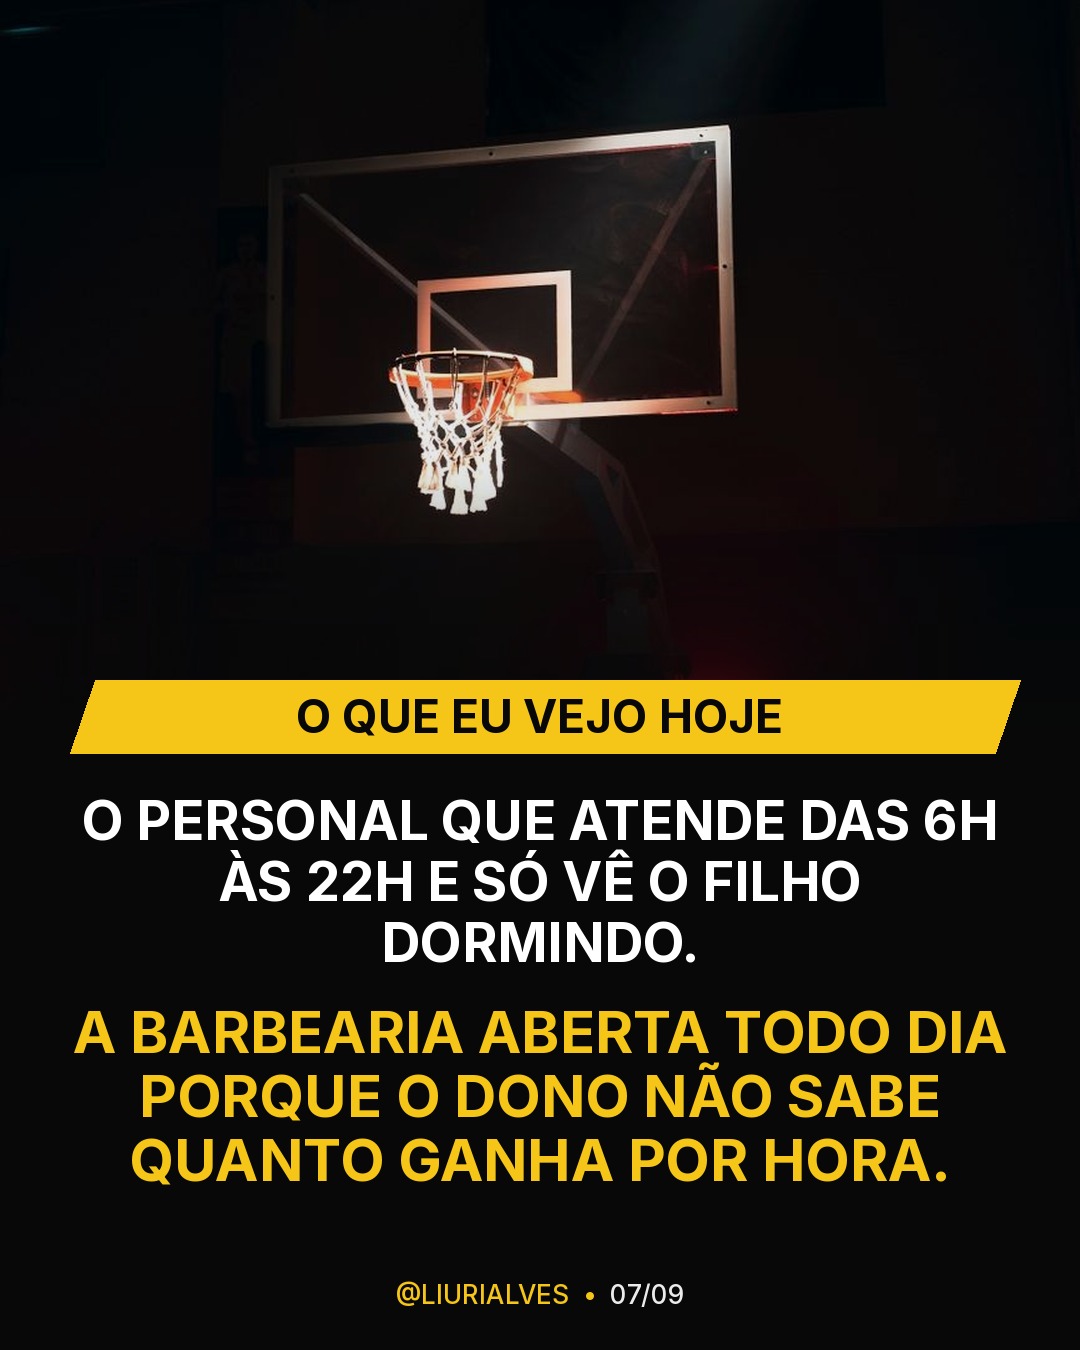 O QUE EU VEJO HOJE
O PERSONAL QUE ATENDE DAS 6H
ÀS 22H E SÓ VÊ O FILHO
DORMINDO.
A BARBEARIA ABERTA TODO DIA
PORQUE O DONO NÃO SABE
QUANTO GANHA POR HORA.
@LIURIALVES • 07/09